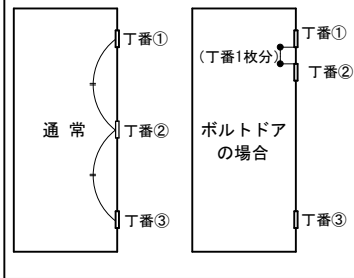 丁番①
通 常
丁番②
丁番③
丁番①
(丁番1枚分)
丁番②
ボルトドア
の場合
丁番③